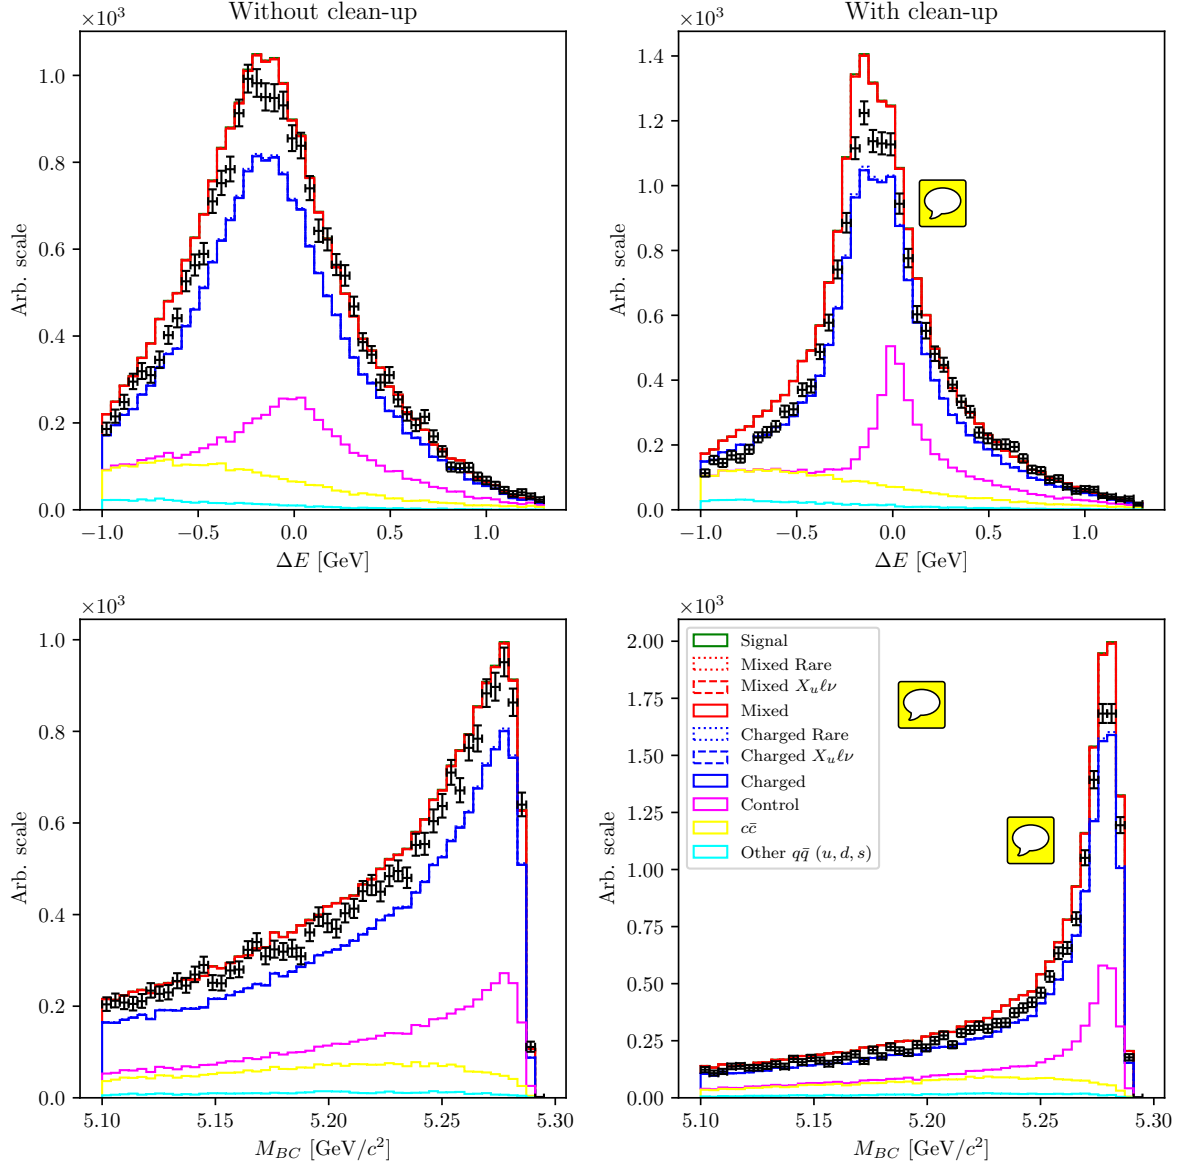 Without clean-up
×10³
Arb. scale
1.0
0.8
0.6
0.4
0.2
0.0
−1.0 −0.5 0.0 0.5 1.0
ΔE [GeV]
With clean-up
×10³
Arb. scale
1.4
1.2
1.0
0.8
0.6
0.4
0.2
0.0
−1.0 −0.5 0.0 0.5 1.0
ΔE [GeV]
×10³
Arb. scale
1.0
0.8
0.6
0.4
0.2
0.0
5.10 5.15 5.20 5.25 5.30
M_BC [GeV/c²]
×10³
Arb. scale
2.00
1.75
1.50
1.25
1.00
0.75
0.50
0.25
0.00
Signal
Mixed Rare
Mixed X_uℓν
Mixed
Charged Rare
Charged X_uℓν
Charged
Control
cc̄
Other qq̄ (u, d, s)
5.10 5.15 5.20 5.25 5.30
M_BC [GeV/c²]